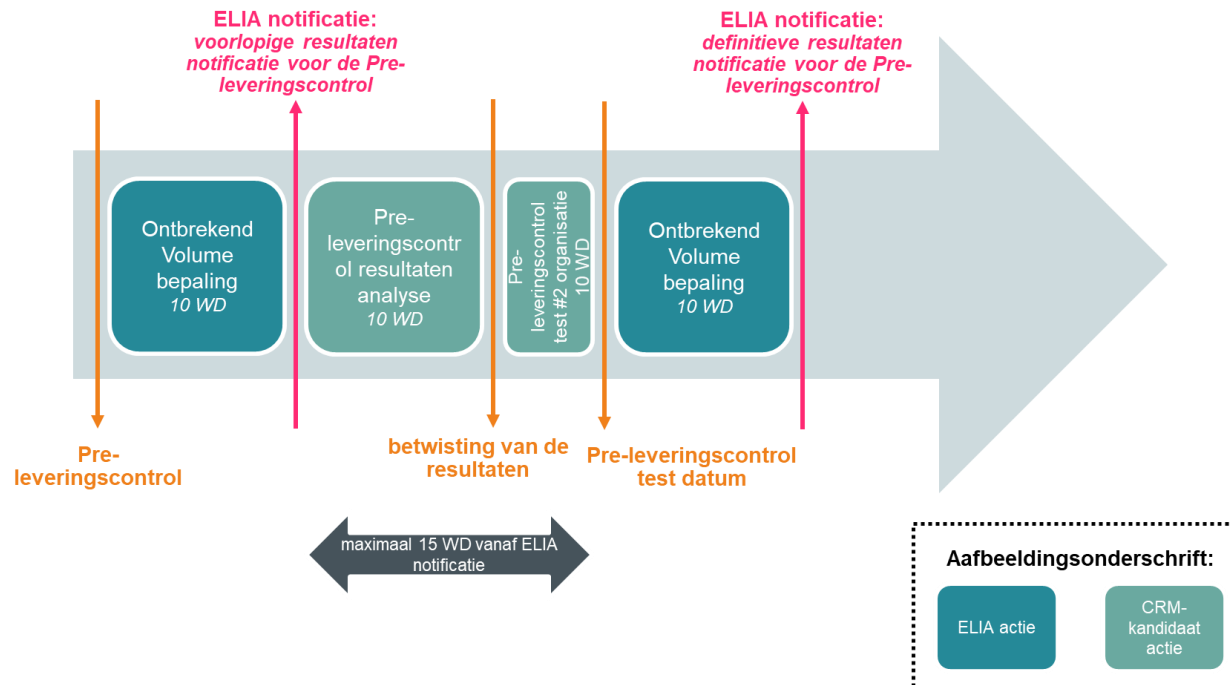 ELIA notificatie:
voorlopige resultaten
notificatie voor de Pre-
leveringscontrol
ELIA notificatie:
definitieve resultaten
notificatie voor de Pre-
leveringscontrol
Ontbrekend
Volume
bepaling
10 WD
Pre-
leveringscontr
ol resultaten
analyse
10 WD
Pre-
leveringscontrol
test #2 organisatie
10 WD
Ontbrekend
Volume
bepaling
10 WD
Pre-
leveringscontrol
betwisting van de
resultaten
Pre-leveringscontrol
test datum
maximaal 15 WD vanaf ELIA
notificatie
Aafbeeldingsonderschrift:
ELIA actie
CRM-
kandidaat
actie